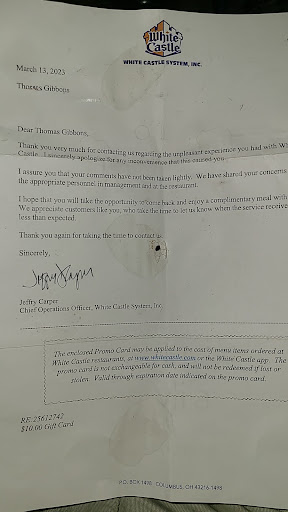 White
Castle
WHITE CASTLE SYSTEM, INC.
March 13, 2023
Thomas Gibbons
Dear Thomas Gibbons,
Thank you very much for contacting us regarding the unpleasant experience you had with
Castle. I sincerely apologize for any inconvenience that this caused you.
I assure that your comments have not been taken lightly. We have shared your concerns
the appropriate personnel in management and at the restaurant.
I hope that you will take the opportunity to come back and enjoy a complimentary meal with
We appreciate customers like you, who take the time to let us know when the service
less than expected.
Thank you again for taking the time to contact us.
Sincerely,
Jeffry Carper
Jeffry Carper
Chief Operations Officer, White Castle System, Inc.
The enclosed Promo Card may be applied to the cost of menu items ordered at
White Castle restaurants, at www.whitecastle.com or the White Castle app. The
promo card is not exchangeable for cash, and will not be redeemed if lost or
stolen. Valid through expiration date indicated on the promo card.
RE:25612742
$10.00 Gift Card
P.O. BOX 1498 COLUMBUS, OH 43216-1498